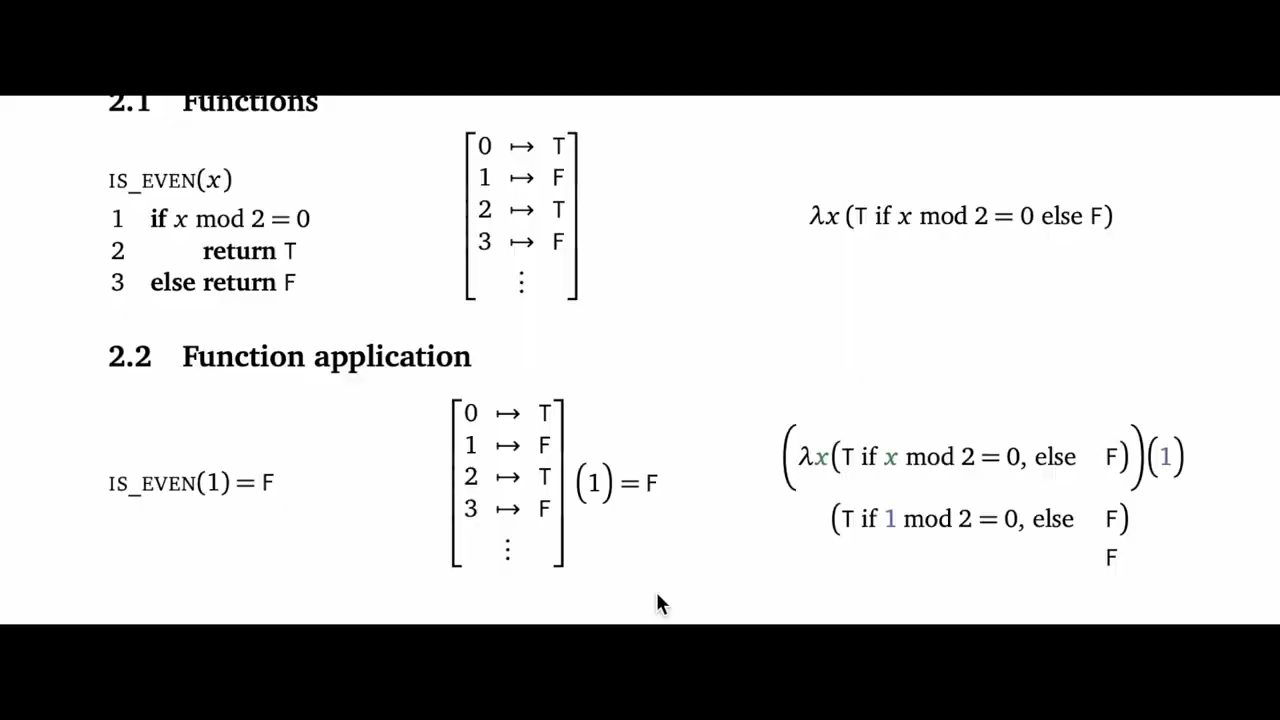 2.1 Functions
IS_EVEN(x)
1 if x mod 2 = 0
2 return T
3 else return F
0 ↦ T
1 ↦ F
2 ↦ T
3 ↦ F
⋮
λx (T if x mod 2 = 0 else F)
2.2 Function application
IS_EVEN(1) = F
0 ↦ T
1 ↦ F
2 ↦ T
3 ↦ F
⋮
(1) = F
(λx(T if x mod 2 = 0, else F))(1)
(T if 1 mod 2 = 0, else F)
F